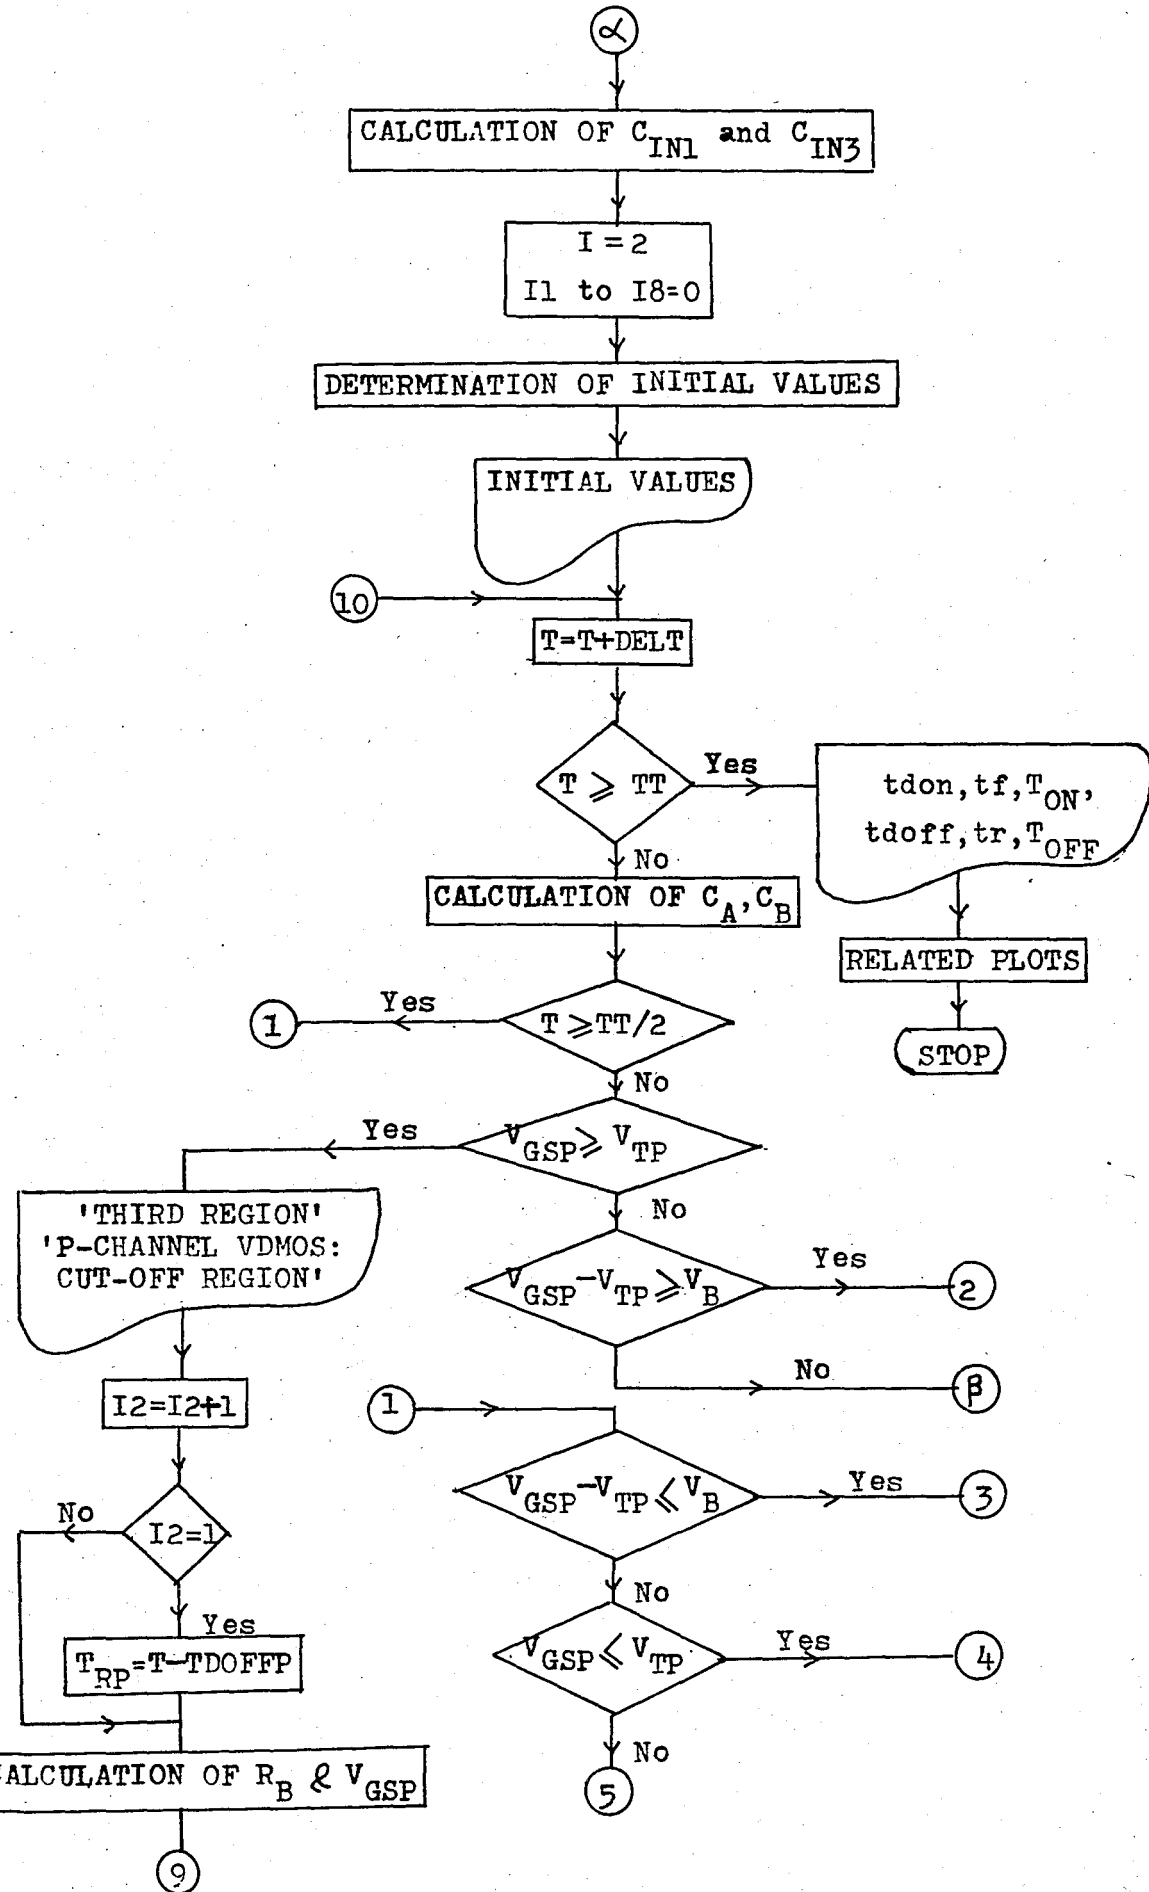 α
CALCULATION OF C_IN1 and C_IN3
I = 2
I1 to I8=0
DETERMINATION OF INITIAL VALUES
INITIAL VALUES
10
T=T+DELT
T ⩾ TT
Yes
tdon,tf,T_ON,
tdoff,tr,T_OFF
No
CALCULATION OF C_A,C_B
RELATED PLOTS
STOP
T ⩾TT/2
Yes
1
No
V_GSP ⩾ V_TP
Yes
'THIRD REGION'
'P-CHANNEL VDMOS:
CUT-OFF REGION'
No
V_GSP-V_TP ⩾V_B
Yes
2
No
β
I2=I2+1
1
V_GSP-V_TP ⩽ V_B
Yes
3
No
I2=1
No
Yes
T_RP=T-TDOFFP
V_GSP ⩽ V_TP
Yes
4
No
5
ALCULATION OF R_B & V_GSP
9